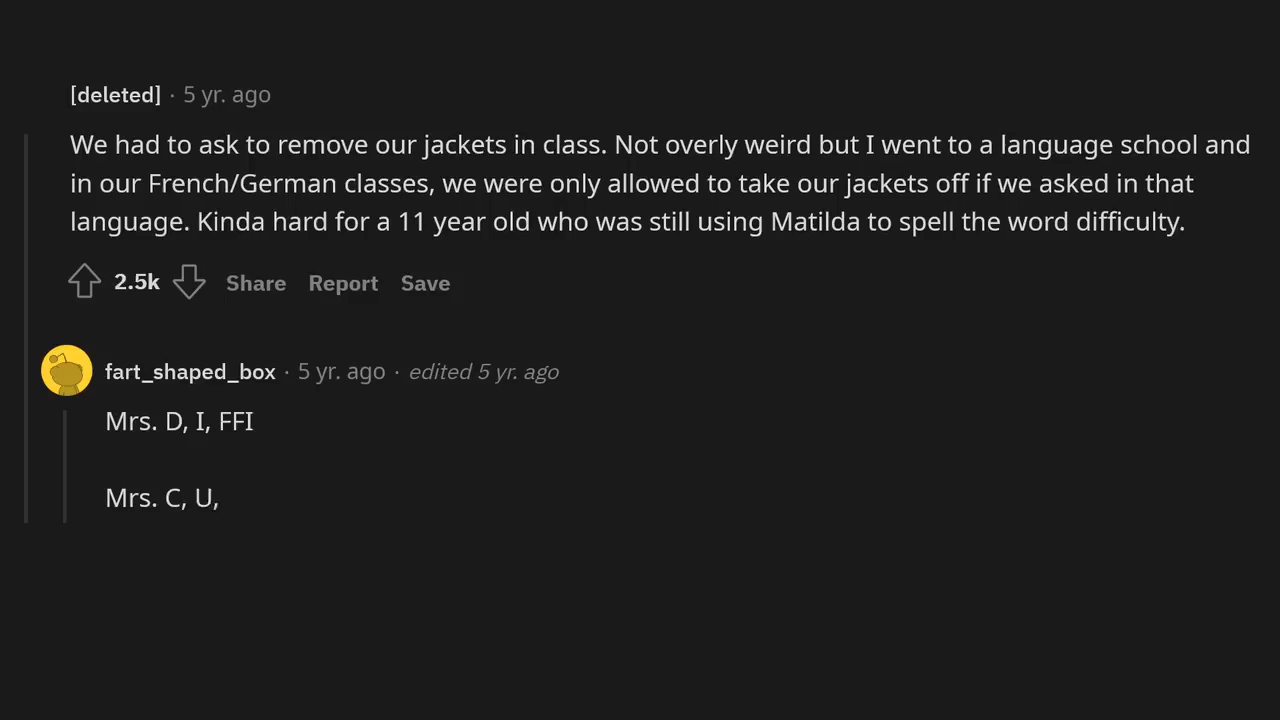 [deleted] · 5 yr. ago
We had to ask to remove our jackets in class. Not overly weird but I went to a language school and
in our French/German classes, we were only allowed to take our jackets off if we asked in that
language. Kinda hard for a 11 year old who was still using Matilda to spell the word difficulty.
2.5k Share Report Save
fart_shaped_box · 5 yr. ago · edited 5 yr. ago
Mrs. D, I, FFI
Mrs. C, U,